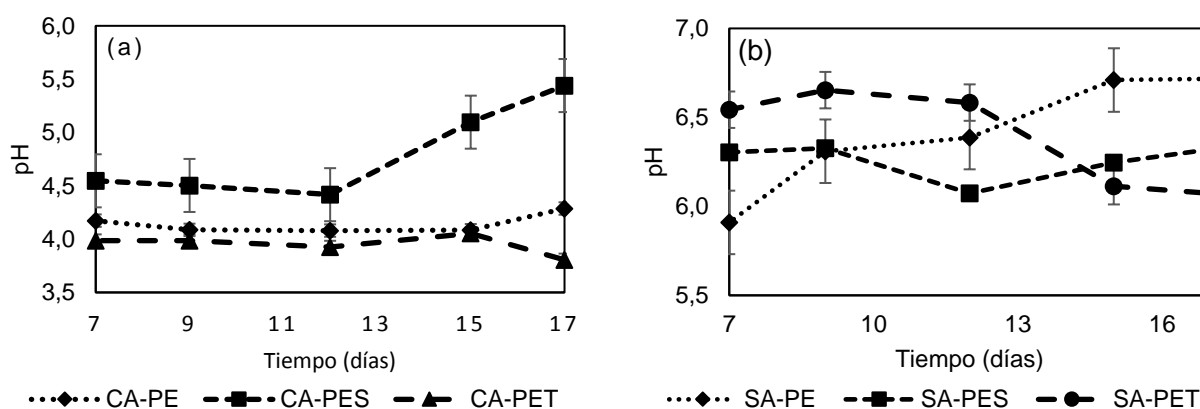 6,0
(a)
5,5
5,0
pH
4,5
4,0
3,5
7 9 11 13 15 17
Tiempo (días)
CA-PE CA-PES CA-PET
7,0
(b)
6,5
pH
6,0
5,5
7 10 13 16
Tiempo (días)
SA-PE SA-PES SA-PET